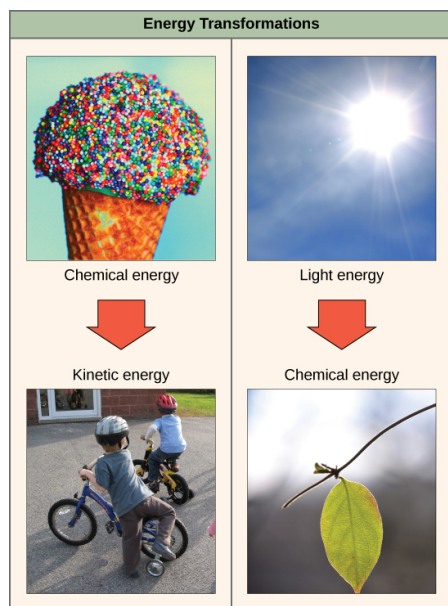 Energy Transformations
Chemical energy
Light energy
Kinetic energy
Chemical energy